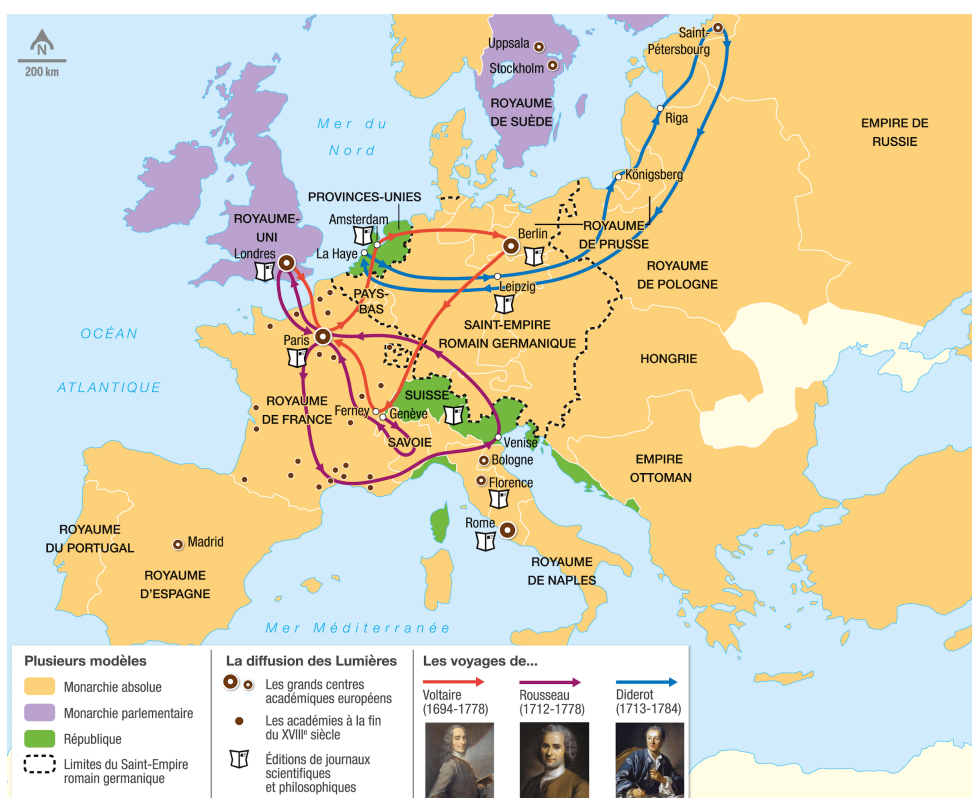 N
200 km
Uppsala
Stockholm
ROYAUME
DE SUÈDE
Saint-
Pétersbourg
Riga
EMPIRE DE
RUSSIE
Mer du
Nord
Königsberg
PROVINCES-UNIES
Amsterdam
La Haye
ROYAUME-
UNI
Londres
Berlin
ROYAUME
DE PRUSSE
ROYAUME
DE POLOGNE
Leipzig
PAYS-
BAS
SAINT-EMPIRE
ROMAIN GERMANIQUE
OCÉAN
ATLANTIQUE
Paris
HONGRIE
ROYAUME
DE FRANCE
Ferney
Genève
SUISSE
SAVOIE
Venise
Bologne
Florence
EMPIRE
OTTOMAN
Rome
ROYAUME
DU PORTUGAL
Madrid
ROYAUME
D'ESPAGNE
ROYAUME
DE NAPLES
Mer Méditerranée
Plusieurs modèles
Monarchie absolue
Monarchie parlementaire
République
Limites du Saint-Empire
romain germanique
La diffusion des Lumières
Les grands centres
académiques européens
Les académies à la fin
du XVIIIe siècle
Éditions de journaux
scientifiques
et philosophiques
Les voyages de...
Voltaire
(1694-1778)
Rousseau
(1712-1778)
Diderot
(1713-1784)